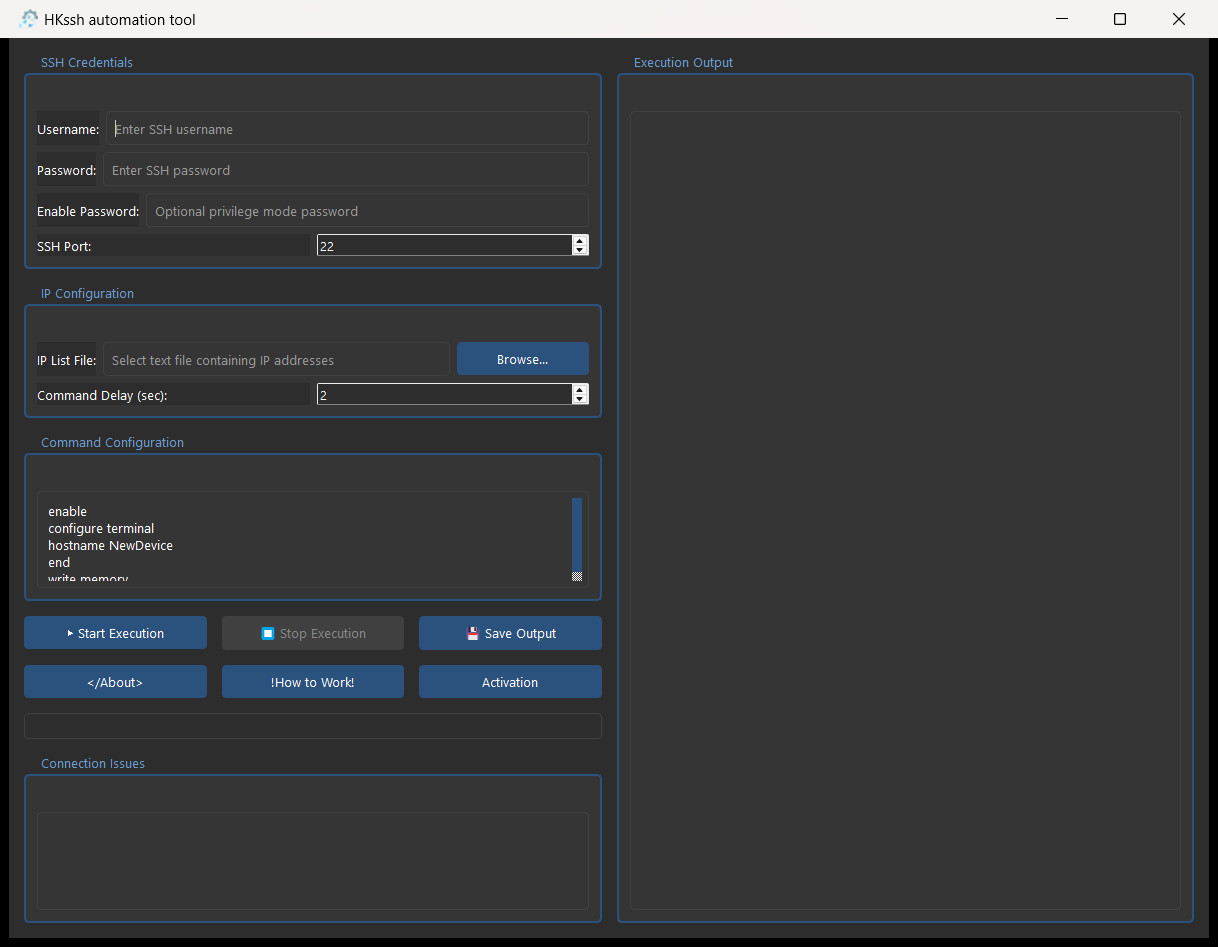 HKssh automation tool
SSH Credentials
Username: Enter SSH username
Password: Enter SSH password
Enable Password: Optional privilege mode password
SSH Port: 22
IP Configuration
IP List File: Select text file containing IP addresses Browse...
Command Delay (sec): 2
Command Configuration
enable
configure terminal
hostname NewDevice
end
write memory
Start Execution Stop Execution Save Output
</About> !How to Work! Activation
Connection Issues
Execution Output